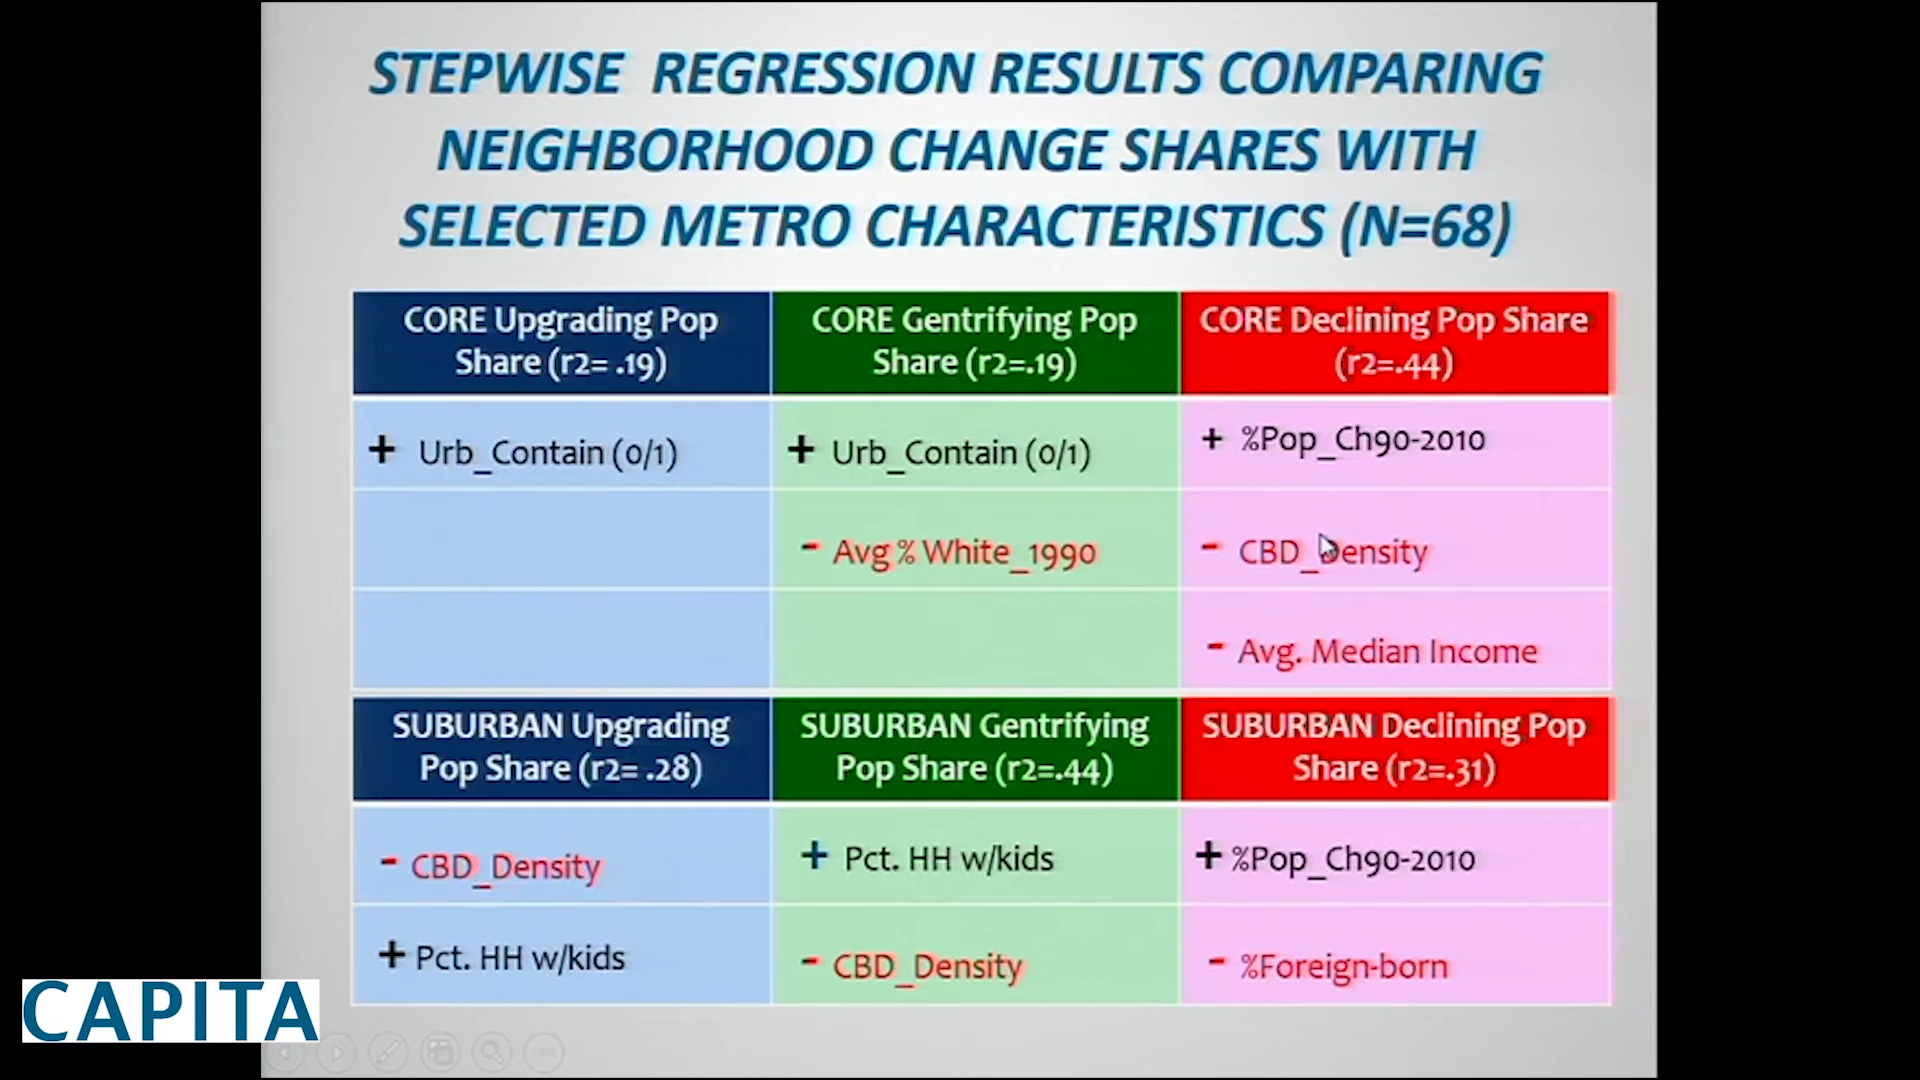 STEPWISE REGRESSION RESULTS COMPARING
NEIGHBORHOOD CHANGE SHARES WITH
SELECTED METRO CHARACTERISTICS (N=68)
CORE Upgrading Pop
Share (r2= .19)
CORE Gentrifying Pop
Share (r2=.19)
CORE Declining Pop Share
(r2=.44)
+ Urb_Contain (0/1)
+ Urb_Contain (0/1)
+ %Pop_Ch90-2010
- Avg % White_1990
- CBD_Density
- Avg. Median Income
SUBURBAN Upgrading
Pop Share (r2= .28)
SUBURBAN Gentrifying
Pop Share (r2=.44)
SUBURBAN Declining Pop
Share (r2=.31)
- CBD_Density
+ Pct. HH w/kids
+ %Pop_Ch90-2010
+ Pct. HH w/kids
- CBD_Density
- %Foreign-born
CAPITA